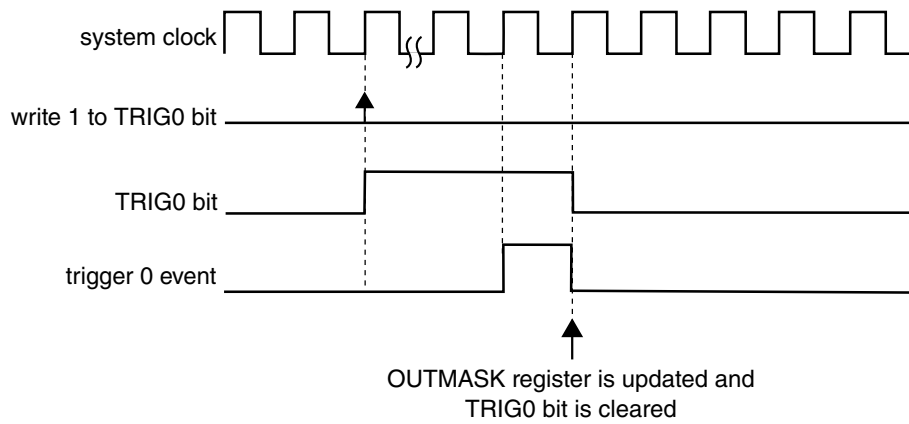 system clock
write 1 to TRIG0 bit
TRIG0 bit
trigger 0 event
OUTMASK register is updated and
TRIG0 bit is cleared